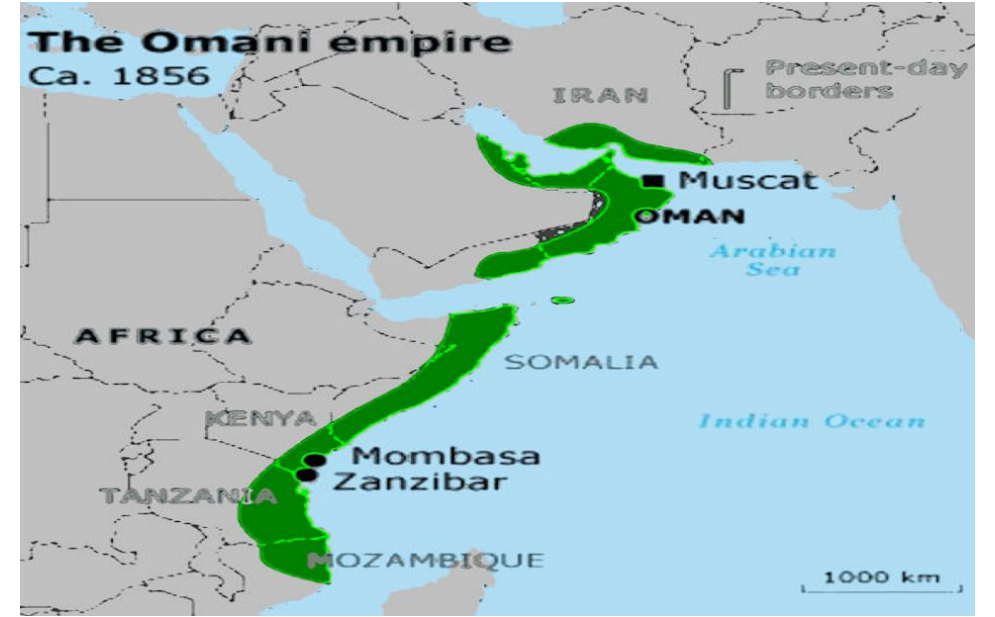 The Omani empire
Ca. 1856
Present-day
borders
IRAN
Muscat
OMAN
Arabian
Sea
AFRICA
SOMALIA
KENYA
Indian Ocean
Mombasa
Zanzibar
TANZANIA
MOZAMBIQUE
1000 km